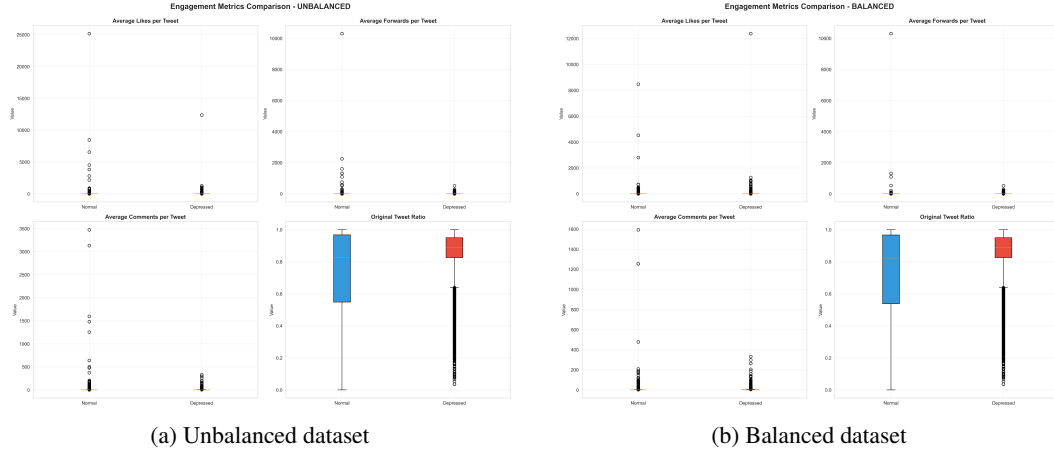 Engagement Metrics Comparison - UNBALANCED
Average Likes per Tweet
Average Forwards per Tweet
Value
25000
20000
15000
10000
5000
0
Normal
Depressed
Value
10000
8000
6000
4000
2000
0
Normal
Depressed
Average Comments per Tweet
Original Tweet Ratio
Value
3500
3000
2500
2000
1500
1000
500
0
Normal
Depressed
Value
1.0
0.8
0.6
0.4
0.2
0.0
Normal
Depressed
(a) Unbalanced dataset
Engagement Metrics Comparison - BALANCED
Average Likes per Tweet
Average Forwards per Tweet
Value
12000
10000
8000
6000
4000
2000
0
Normal
Depressed
Value
10000
8000
6000
4000
2000
0
Normal
Depressed
Average Comments per Tweet
Original Tweet Ratio
Value
1600
1400
1200
1000
800
600
400
200
0
Normal
Depressed
Value
1.0
0.8
0.6
0.4
0.2
0.0
Normal
Depressed
(b) Balanced dataset